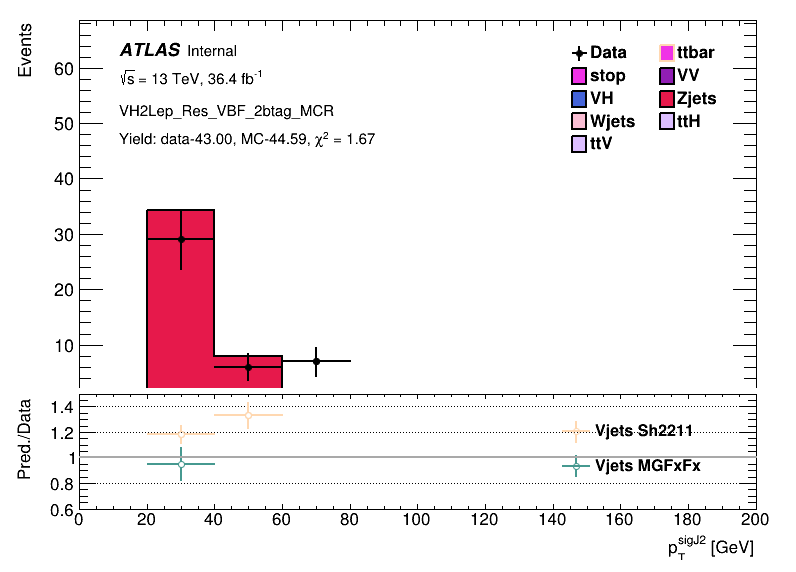 Events
ATLAS Internal
√s = 13 TeV, 36.4 fb⁻¹
VH2Lep_Res_VBF_2btag_MCR
Yield: data-43.00, MC-44.59, χ² = 1.67
Data
ttbar
stop
VV
VH
Zjets
Wjets
ttH
ttV
60
50
40
30
20
10
Pred./Data
1.4
1.2
1
0.8
0.6
Vjets Sh2211
Vjets MGFxFx
0 20 40 60 80 100 120 140 160 180 200
p_T^sigJ2 [GeV]